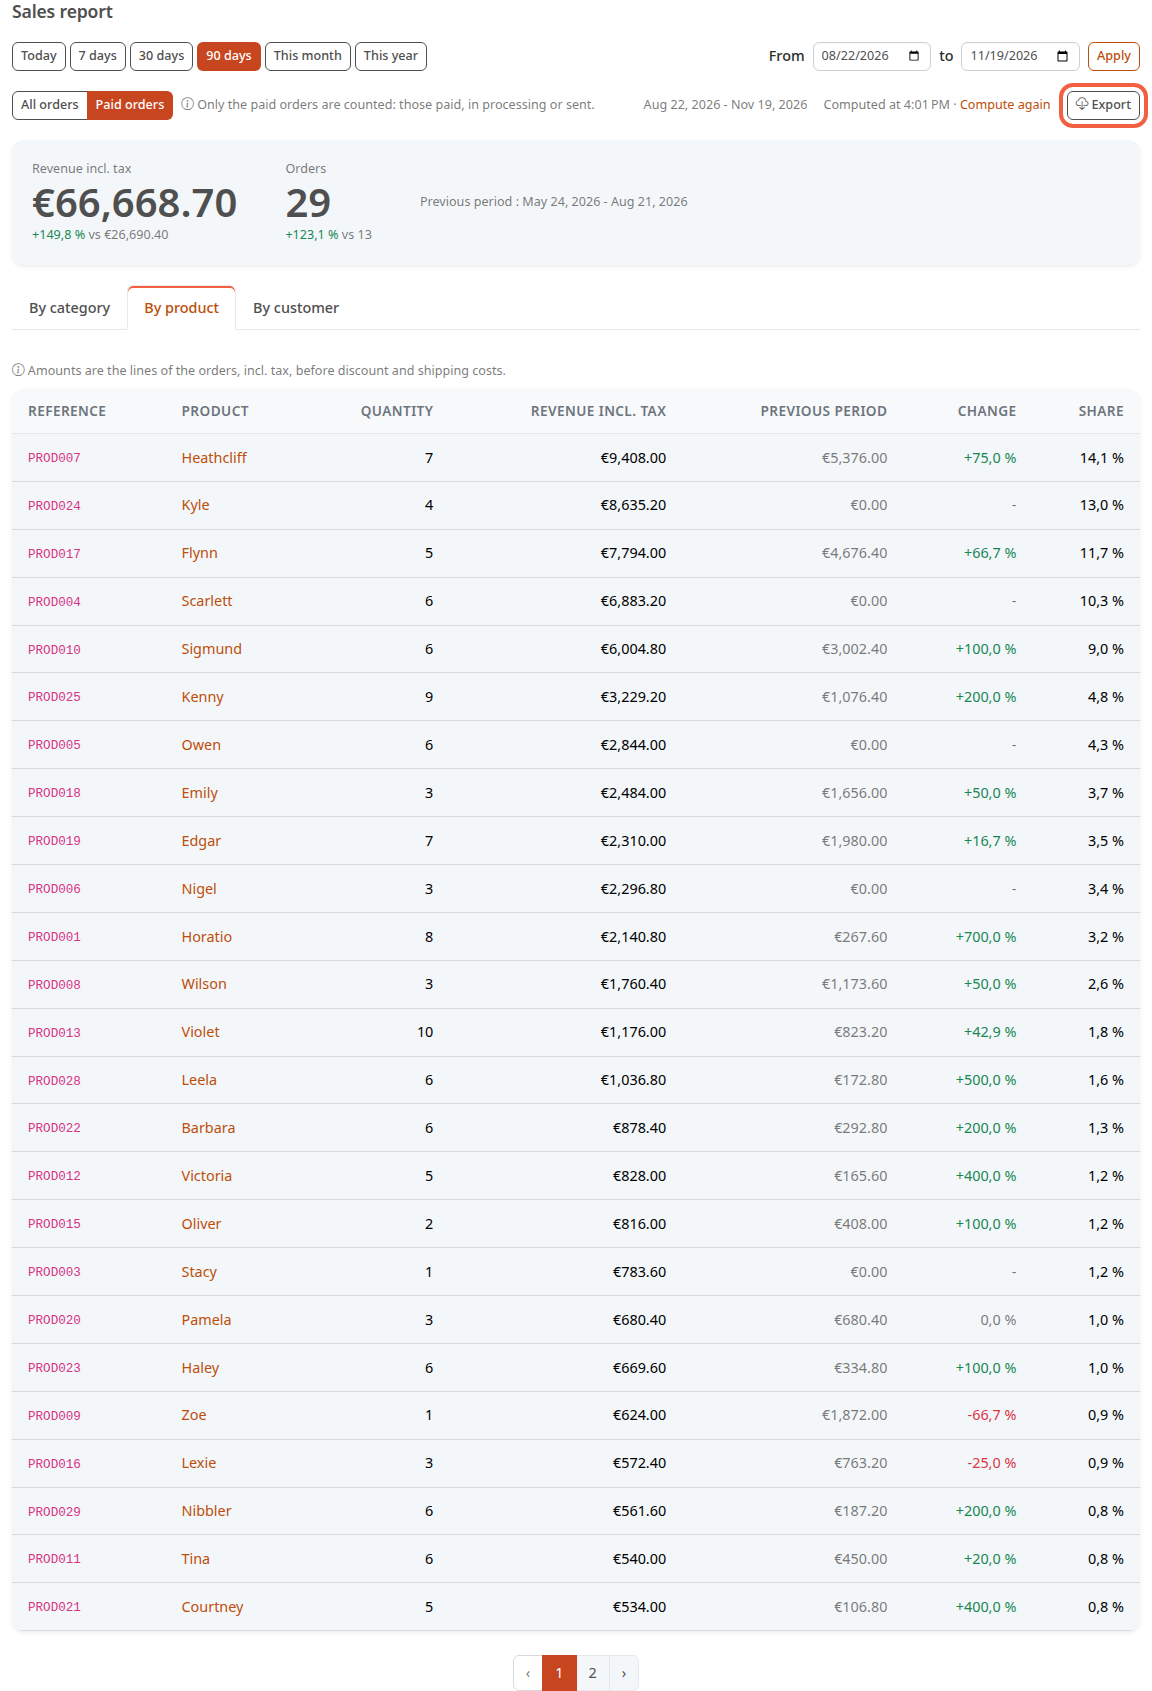 Sales report
Today 7 days 30 days 90 days This month This year From 08/22/2026 to 11/19/2026 Apply
All orders Paid orders Only the paid orders are counted: those paid, in processing or sent. Aug 22, 2026 - Nov 19, 2026 Computed at 4:01 PM · Compute again Export
Revenue incl. tax Orders
€66,668.70 29 Previous period : May 24, 2026 - Aug 21, 2026
+149,8 % vs €26,690.40 +123,1 % vs 13
By category By product By customer
Amounts are the lines of the orders, incl. tax, before discount and shipping costs.
REFERENCE PRODUCT QUANTITY REVENUE INCL. TAX PREVIOUS PERIOD CHANGE SHARE
PROD007 Heathcliff 7 €9,408.00 €5,376.00 +75,0 % 14,1 %
PROD024 Kyle 4 €8,635.20 €0.00 - 13,0 %
PROD017 Flynn 5 €7,794.00 €4,676.40 +66,7 % 11,7 %
PROD004 Scarlett 6 €6,883.20 €0.00 - 10,3 %
PROD010 Sigmund 6 €6,004.80 €3,002.40 +100,0 % 9,0 %
PROD025 Kenny 9 €3,229.20 €1,076.40 +200,0 % 4,8 %
PROD005 Owen 6 €2,844.00 €0.00 - 4,3 %
PROD018 Emily 3 €2,484.00 €1,656.00 +50,0 % 3,7 %
PROD019 Edgar 7 €2,310.00 €1,980.00 +16,7 % 3,5 %
PROD006 Nigel 3 €2,296.80 €0.00 - 3,4 %
PROD001 Horatio 8 €2,140.80 €267.60 +700,0 % 3,2 %
PROD008 Wilson 3 €1,760.40 €1,173.60 +50,0 % 2,6 %
PROD013 Violet 10 €1,176.00 €823.20 +42,9 % 1,8 %
PROD028 Leela 6 €1,036.80 €172.80 +500,0 % 1,6 %
PROD022 Barbara 6 €878.40 €292.80 +200,0 % 1,3 %
PROD012 Victoria 5 €828.00 €165.60 +400,0 % 1,2 %
PROD015 Oliver 2 €816.00 €408.00 +100,0 % 1,2 %
PROD003 Stacy 1 €783.60 €0.00 - 1,2 %
PROD020 Pamela 3 €680.40 €680.40 0,0 % 1,0 %
PROD023 Haley 6 €669.60 €334.80 +100,0 % 1,0 %
PROD009 Zoe 1 €624.00 €1,872.00 -66,7 % 0,9 %
PROD016 Lexie 3 €572.40 €763.20 -25,0 % 0,9 %
PROD029 Nibbler 6 €561.60 €187.20 +200,0 % 0,8 %
PROD011 Tina 6 €540.00 €450.00 +20,0 % 0,8 %
PROD021 Courtney 5 €534.00 €106.80 +400,0 % 0,8 %
‹ 1 2 ›